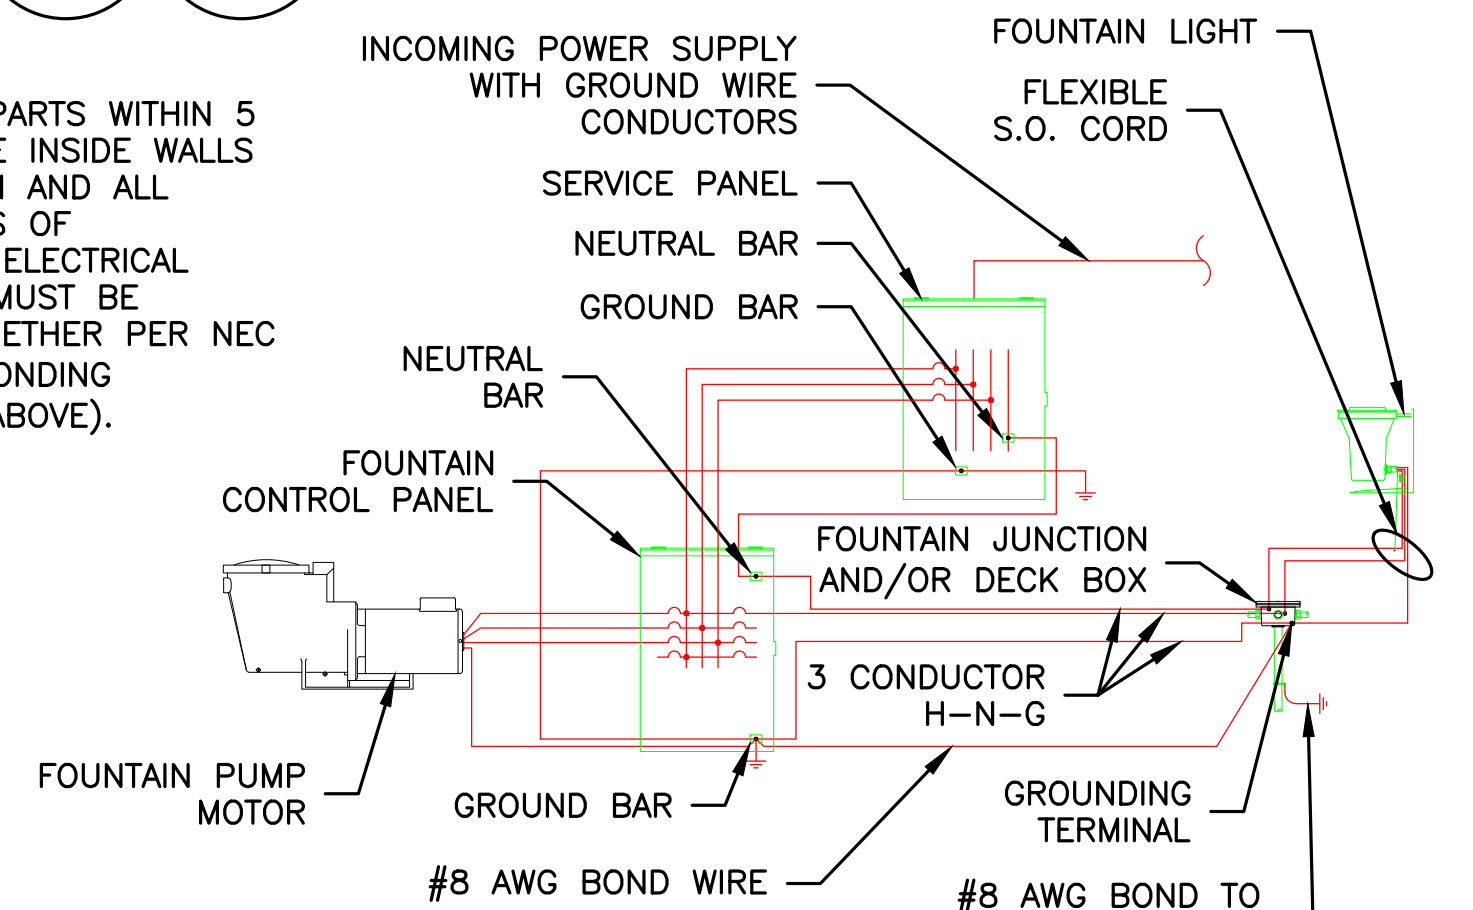 PARTS WITHIN 5
INSIDE WALLS
AND ALL
OF
ELECTRICAL
MUST BE
PER NEC
ABOVE).
INCOMING POWER SUPPLY
WITH GROUND WIRE
CONDUCTORS
SERVICE PANEL
NEUTRAL BAR
GROUND BAR
NEUTRAL
BAR
FOUNTAIN
CONTROL PANEL
FOUNTAIN LIGHT
FLEXIBLE
S.O. CORD
FOUNTAIN JUNCTION
AND/OR DECK BOX
3 CONDUCTOR
H-N-G
FOUNTAIN PUMP
MOTOR
GROUND BAR
#8 AWG BOND WIRE
GROUNDING
TERMINAL
#8 AWG BOND TO